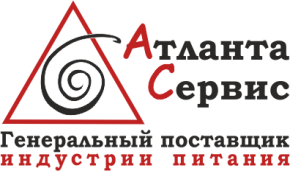 Атланта
Сервис
Генеральный поставщик
индустрии питания